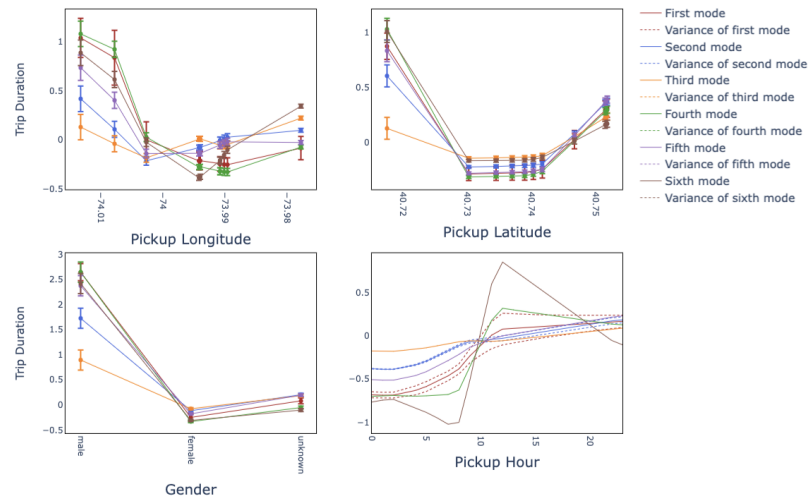 1
0.5
0
−0.5
Trip Duration
−74.01
−74
−73.99
−73.98
Pickup Longitude
1
0.5
0
40.72
40.73
40.74
40.75
Pickup Latitude
First mode
Variance of first mode
Second mode
Variance of second mode
Third mode
Variance of third mode
Fourth mode
Variance of fourth mode
Fifth mode
Variance of fifth mode
Sixth mode
Variance of sixth mode
3
2.5
2
1.5
1
0.5
0
−0.5
Trip Duration
male
female
unknown
Gender
0.5
0
−0.5
−1
0
5
10
15
20
Pickup Hour